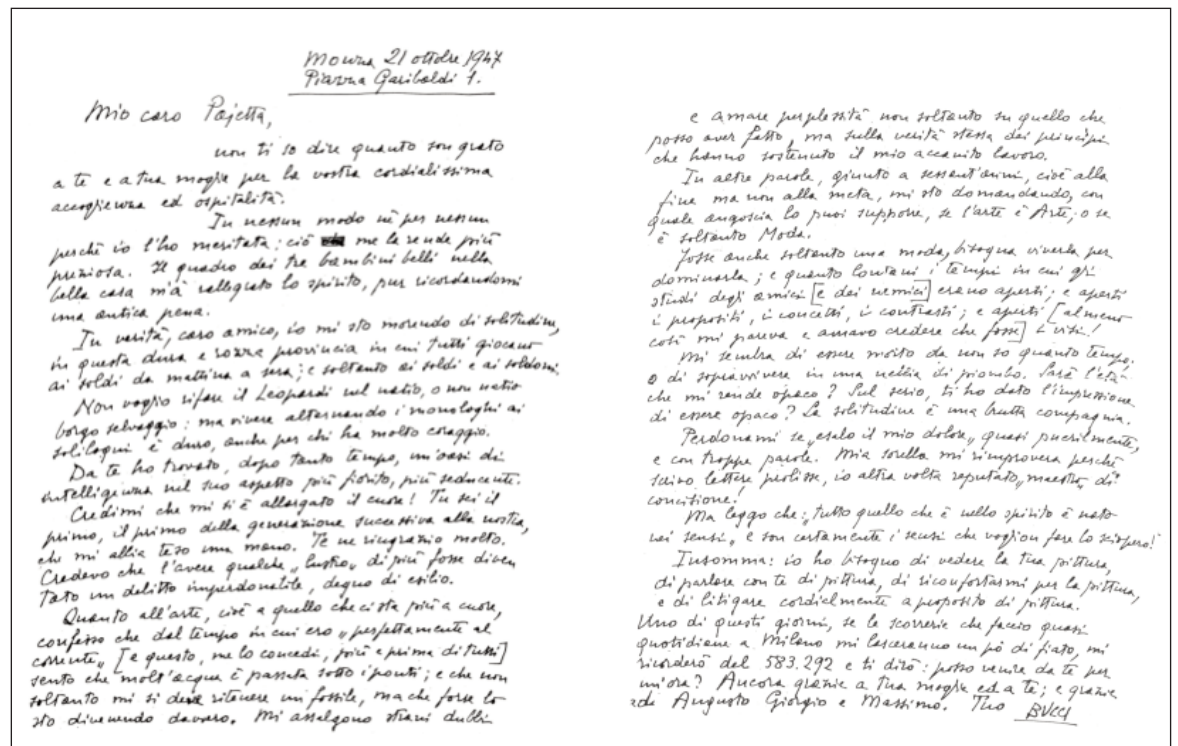 Monza 21 ottobre 1947
Piazza Garibaldi 1.
Mio caro Pajetta,
non ti so dire quanto son grato
a te e a tua moglie per la vostra cordialissima
accoglienza ed ospitalità.
In nessun modo nè per nessun
perchè io l'ho meritata; ciò me la rende più
preziosa. Il quadro dei tre bambini belli nella
bella casa m'à rallegrato lo spirito, pur ricordandomi
una antica pena.
In verità, caro amico, io mi sto morendo di solitudine,
in questa dura e rozza provincia in cui tutti giocano
ai soldi da mattina a sera; e soltanto ai soldi e ai soldoni.
Non voglio rifare il Leopardi nel natio, o non natio
borgo selvaggio: ma vivere alternando i monologhi ai
soliloqui è duro, anche per chi ha molto coraggio.
Da te ho trovato, dopo tanto tempo, un'oasi di
intelligenza nel suo aspetto più fiorito, più seducente.
Credimi che mi si è allargato il cuore! Tu sei il
primo, il primo della generazione successiva alla nostra,
che mi abbia teso una mano. Te ne ringrazio molto.
Credevo che l'avere qualche „lustro„ di più fosse diven
tato un delitto imperdonabile, degno di esilio.
Quanto all'arte, cioè a quello che ci sta più a cuore,
confesso che dal tempo in cui ero „perfettamente al
corrente„ [e questo, me lo concedi, più e prima di tutti]
sento che molt'acqua è passata sotto i ponti; e che non
soltanto mi si deve ritenere un fossile, ma che forse lo
sto divenendo davvero. Mi assalgono strani dubbi
e amare perplessità non soltanto su quello che
posso aver fatto, ma sulla verità stessa dei principi
che hanno sostenuto il mio accanito lavoro.
In altre parole, giunto a sessant'anni, cioè alla
fine ma non alla meta, mi sto domandando, con
quale angoscia lo puoi supporre, se l'arte è Arte; o se
è soltanto Moda.
Fosse anche soltanto una moda, bisogna viverla per
dominarla; e quanto lontani i tempi in cui gli
studi degli amici [e dei nemici] erano aperti; e aperti
i propositi, i concetti, i contrasti; e aperti [almeno
così mi pareva e amavo credere che fosse] i visi!
Mi sembra di essere morto da non so quanto tempo,
o di sopravvivere in una nebbia di piombo. Sarà l'età
che mi rende opaco? Sul serio, ti ho dato l'impressione
di essere opaco? La solitudine è una brutta compagnia.
Perdonami se „esalo il mio dolore„ quasi puerilmente,
e con troppe parole. Mia sorella mi rimprovera perchè
scrivo lettere prolisse, io altra volta reputato „maestro„ di
concisione!
Ma leggo che: „tutto quello che è nello spirito è nato
nei sensi„ e son certamente i sensi che voglion fare lo sciopero!
Insomma: io ho bisogno di vedere la tua pittura,
di parlare con te di pittura, di riconfortarmi per la pittura,
e di litigare cordialmente a proposito di pittura.
Uno di questi giorni, se le scorrerie che faccio quasi
quotidiane a Milano mi lasceranno un pò di fiato, mi
ricorderò del 583.292 e ti dirò: posso venire da te per
un'ora? Ancora grazie a tua moglie ed a te; e grazie
ad Augusto Giorgio e Massimo. Tuo BUCCI